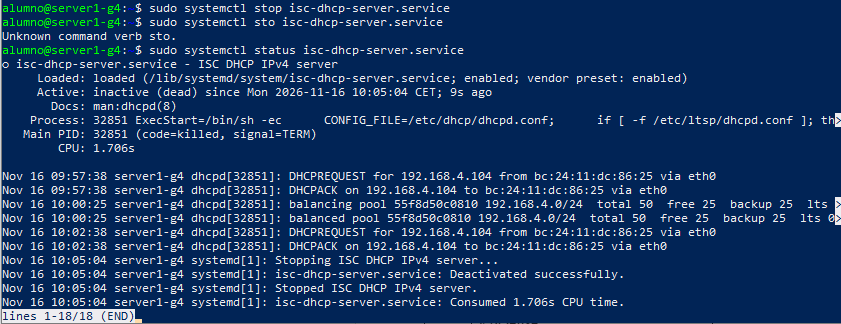 alumno@server1-g4:~$ sudo systemctl stop isc-dhcp-server.service
alumno@server1-g4:~$ sudo systemctl sto isc-dhcp-server.service
Unknown command verb sto.
alumno@server1-g4:~$ sudo systemctl status isc-dhcp-server.service
○ isc-dhcp-server.service - ISC DHCP IPv4 server
     Loaded: loaded (/lib/systemd/system/isc-dhcp-server.service; enabled; vendor preset: enabled)
     Active: inactive (dead) since Mon 2026-11-16 10:05:04 CET; 9s ago
       Docs: man:dhcpd(8)
    Process: 32851 ExecStart=/bin/sh -ec      CONFIG_FILE=/etc/dhcp/dhcpd.conf;      if [ -f /etc/ltsp/dhcpd.conf ]; th>
   Main PID: 32851 (code=killed, signal=TERM)
        CPU: 1.706s

Nov 16 09:57:38 server1-g4 dhcpd[32851]: DHCPREQUEST for 192.168.4.104 from bc:24:11:dc:86:25 via eth0
Nov 16 09:57:38 server1-g4 dhcpd[32851]: DHCPACK on 192.168.4.104 to bc:24:11:dc:86:25 via eth0
Nov 16 10:00:25 server1-g4 dhcpd[32851]: balancing pool 55f8d50c0810 192.168.4.0/24  total 50  free 25  backup 25  lts >
Nov 16 10:00:25 server1-g4 dhcpd[32851]: balanced pool 55f8d50c0810 192.168.4.0/24  total 50  free 25  backup 25  lts 0>
Nov 16 10:02:38 server1-g4 dhcpd[32851]: DHCPREQUEST for 192.168.4.104 from bc:24:11:dc:86:25 via eth0
Nov 16 10:02:38 server1-g4 dhcpd[32851]: DHCPACK on 192.168.4.104 to bc:24:11:dc:86:25 via eth0
Nov 16 10:05:04 server1-g4 systemd[1]: Stopping ISC DHCP IPv4 server...
Nov 16 10:05:04 server1-g4 systemd[1]: isc-dhcp-server.service: Deactivated successfully.
Nov 16 10:05:04 server1-g4 systemd[1]: Stopped ISC DHCP IPv4 server.
Nov 16 10:05:04 server1-g4 systemd[1]: isc-dhcp-server.service: Consumed 1.706s CPU time.
lines 1-18/18 (END)